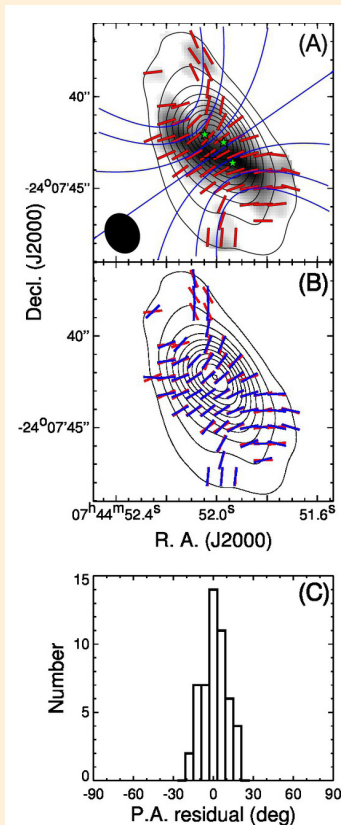 (A)
40"
-24°07'45"
Decl. (J2000)
(B)
40"
-24°07'45"
07ʰ44ᵐ52.4ˢ 52.0ˢ 51.6ˢ
R. A. (J2000)
(C)
15
10
5
0
Number
-90 -60 -30 0 30 60 90
P.A. residual (deg)